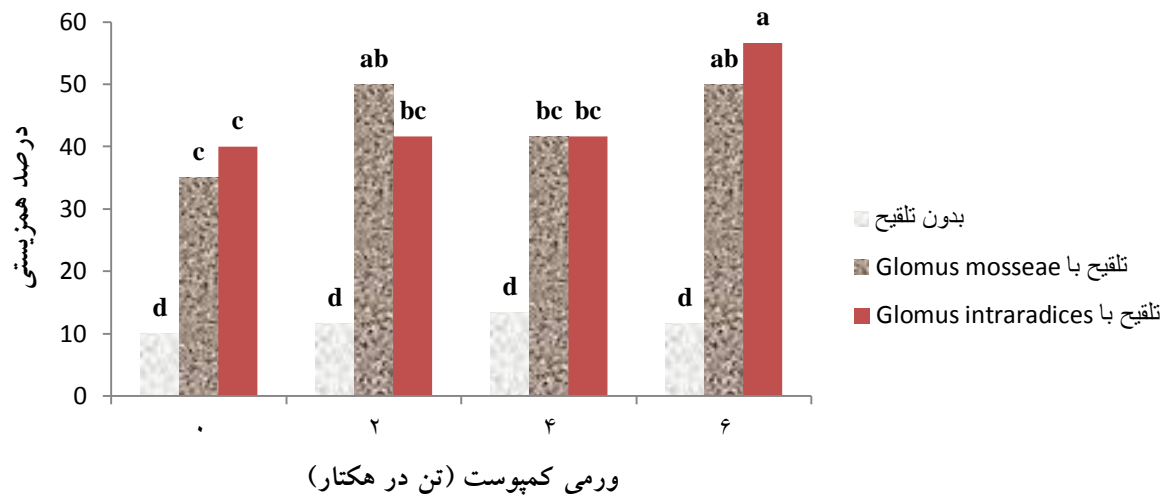 درصد همزیستی
60
50
40
30
20
10
0
d
c
c
d
ab
bc
d
bc
bc
d
ab
a
۰
۲
۴
۶
ورمی کمپوست (تن در هکتار)
بدون تلقیح
تلقیح با Glomus mosseae
تلقیح با Glomus intraradices